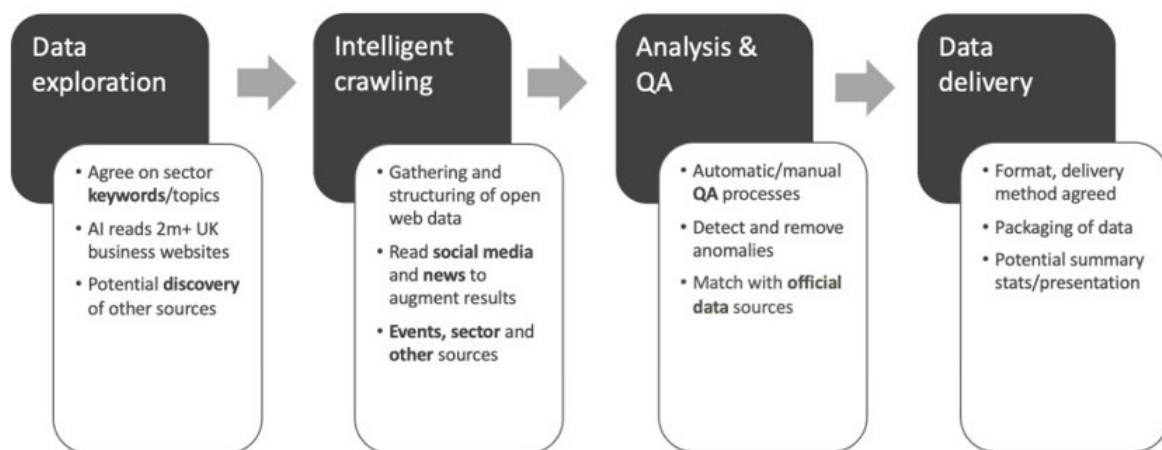 Data
exploration
• Agree on sector
keywords/topics
• AI reads 2m+ UK
business websites
• Potential discovery
of other sources
Intelligent
crawling
• Gathering and
structuring of open
web data
• Read social media
and news to
augment results
• Events, sector and
other sources
Analysis &
QA
• Automatic/manual
QA processes
• Detect and remove
anomalies
• Match with official
data sources
Data
delivery
• Format, delivery
method agreed
• Packaging of data
• Potential summary
stats/presentation